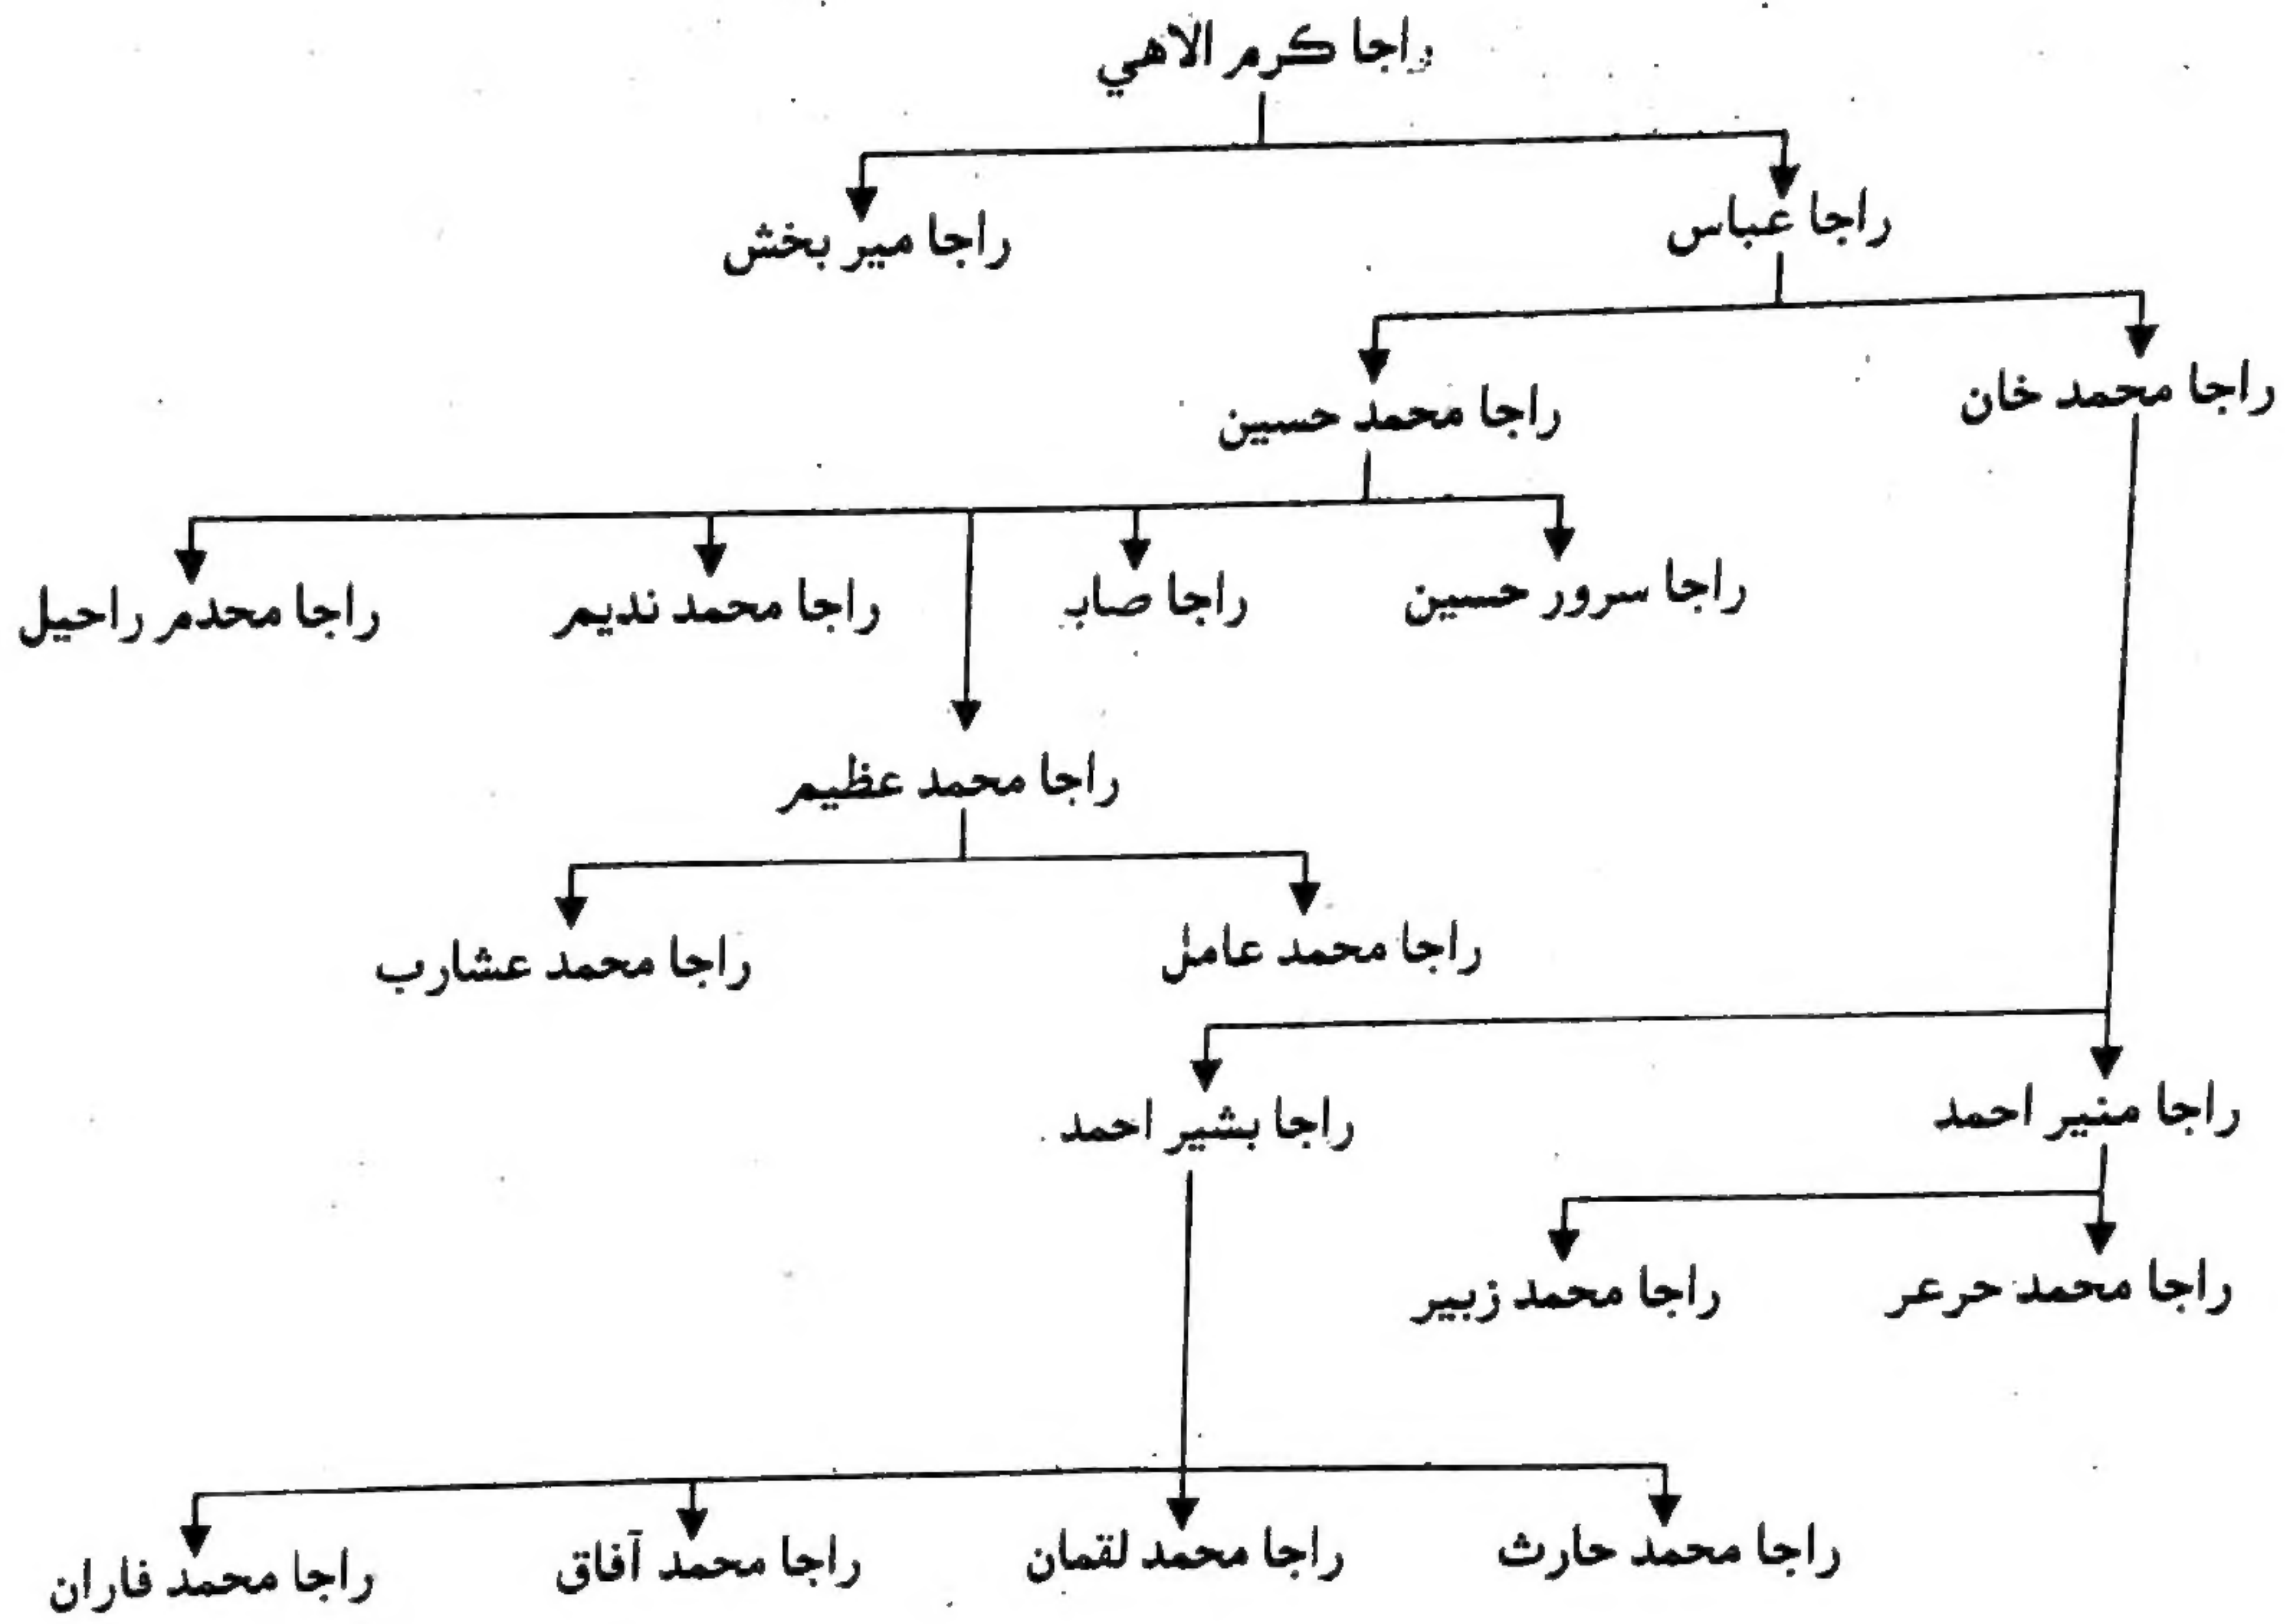 راجا كرم الاهي
راجا عباس
راجا مير بخش
راجا محمد خان
راجا محمد حسين
راجا سرور حسين
راجا صاب
راجا محمد نديم
راجا محدم راحيل
راجا محمد عظيم
راجا محمد عامل
راجا محمد عشارب
راجا منير احمد
راجا بشير احمد
راجا محمد حرعر
راجا محمد زبير
راجا محمد حارث
راجا محمد لقمان
راجا محمد آفاق
راجا محمد فاران